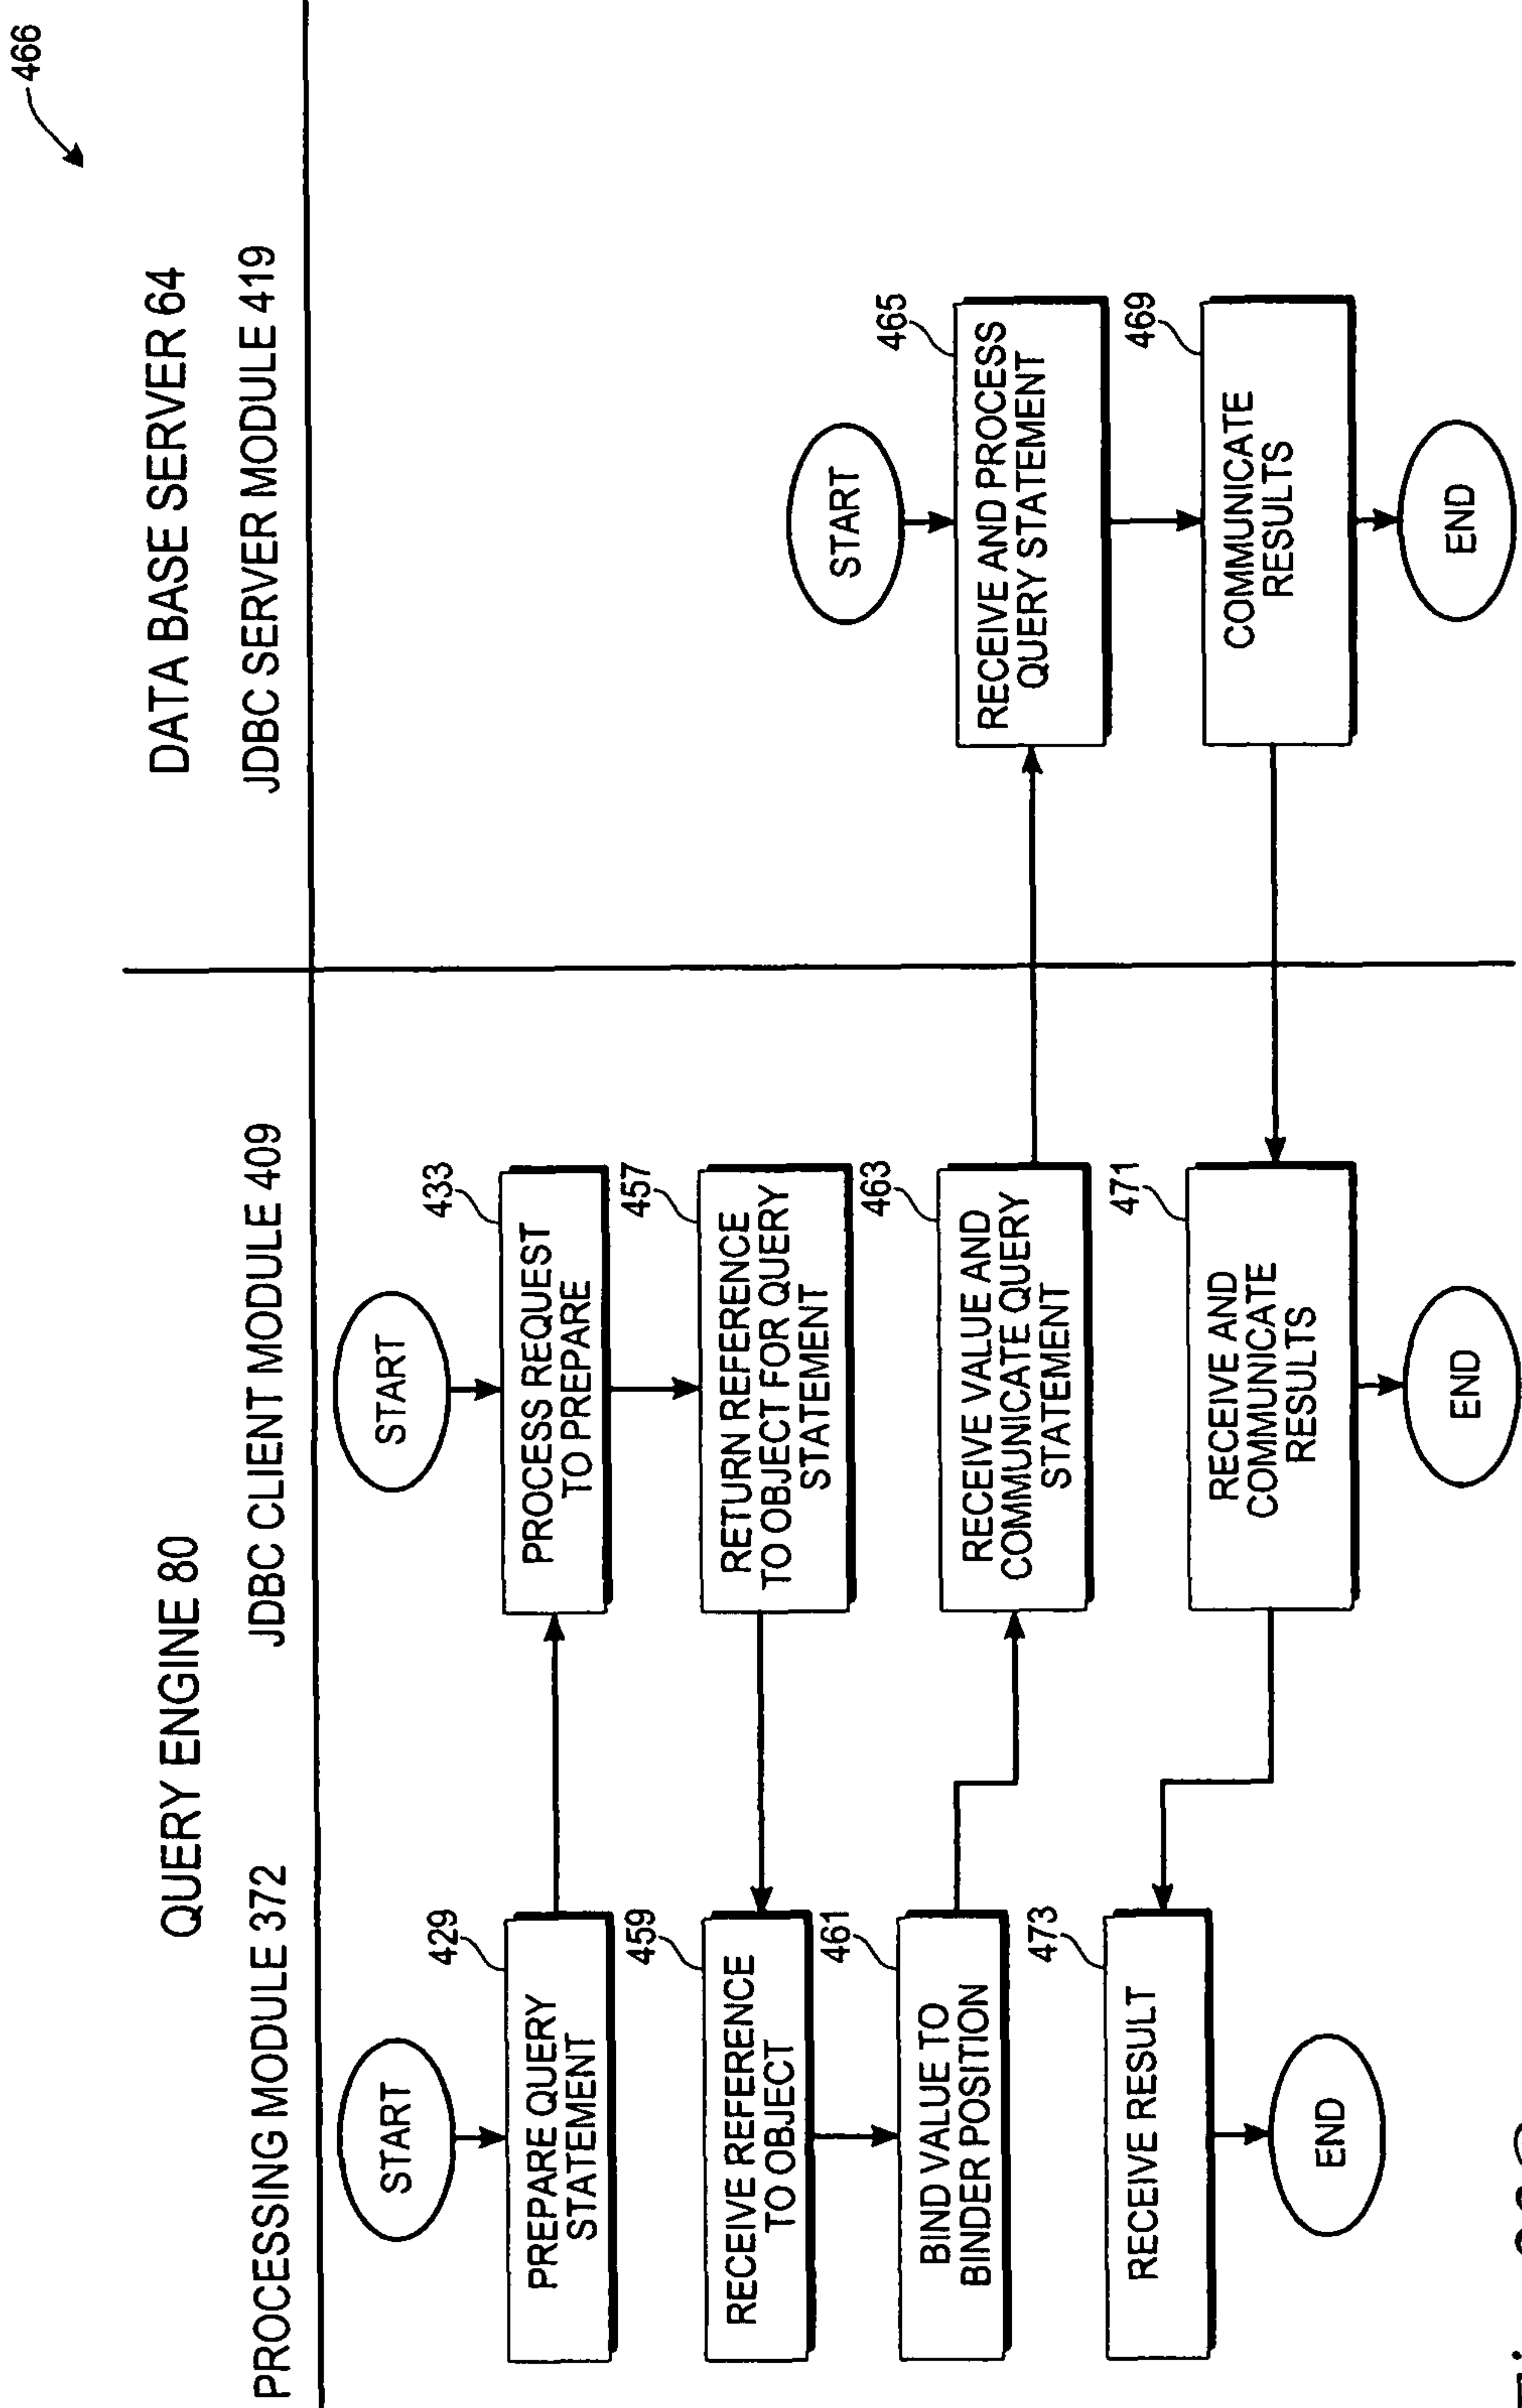 466
QUERY ENGINE 80
DATA BASE SERVER 64
PROCESSING MODULE 372
JDBC CLIENT MODULE 409
JDBC SERVER MODULE 419
START
429
PREPARE QUERY
STATEMENT
459
RECEIVE REFERENCE
TO OBJECT
461
BIND VALUE TO
BINDER POSITION
473
RECEIVE RESULT
END
START
433
PROCESS REQUEST
TO PREPARE
457
RETURN REFERENCE
TO OBJECT FOR QUERY
STATEMENT
463
RECEIVE VALUE AND
COMMUNICATE QUERY
STATEMENT
471
RECEIVE AND
COMMUNICATE
RESULTS
END
START
465
RECEIVE AND PROCESS
QUERY STATEMENT
469
COMMUNICATE
RESULTS
END